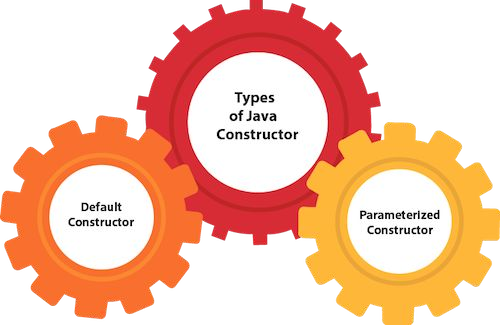 Types
of Java
Constructor
Default
Constructor
Parameterized
Constructor